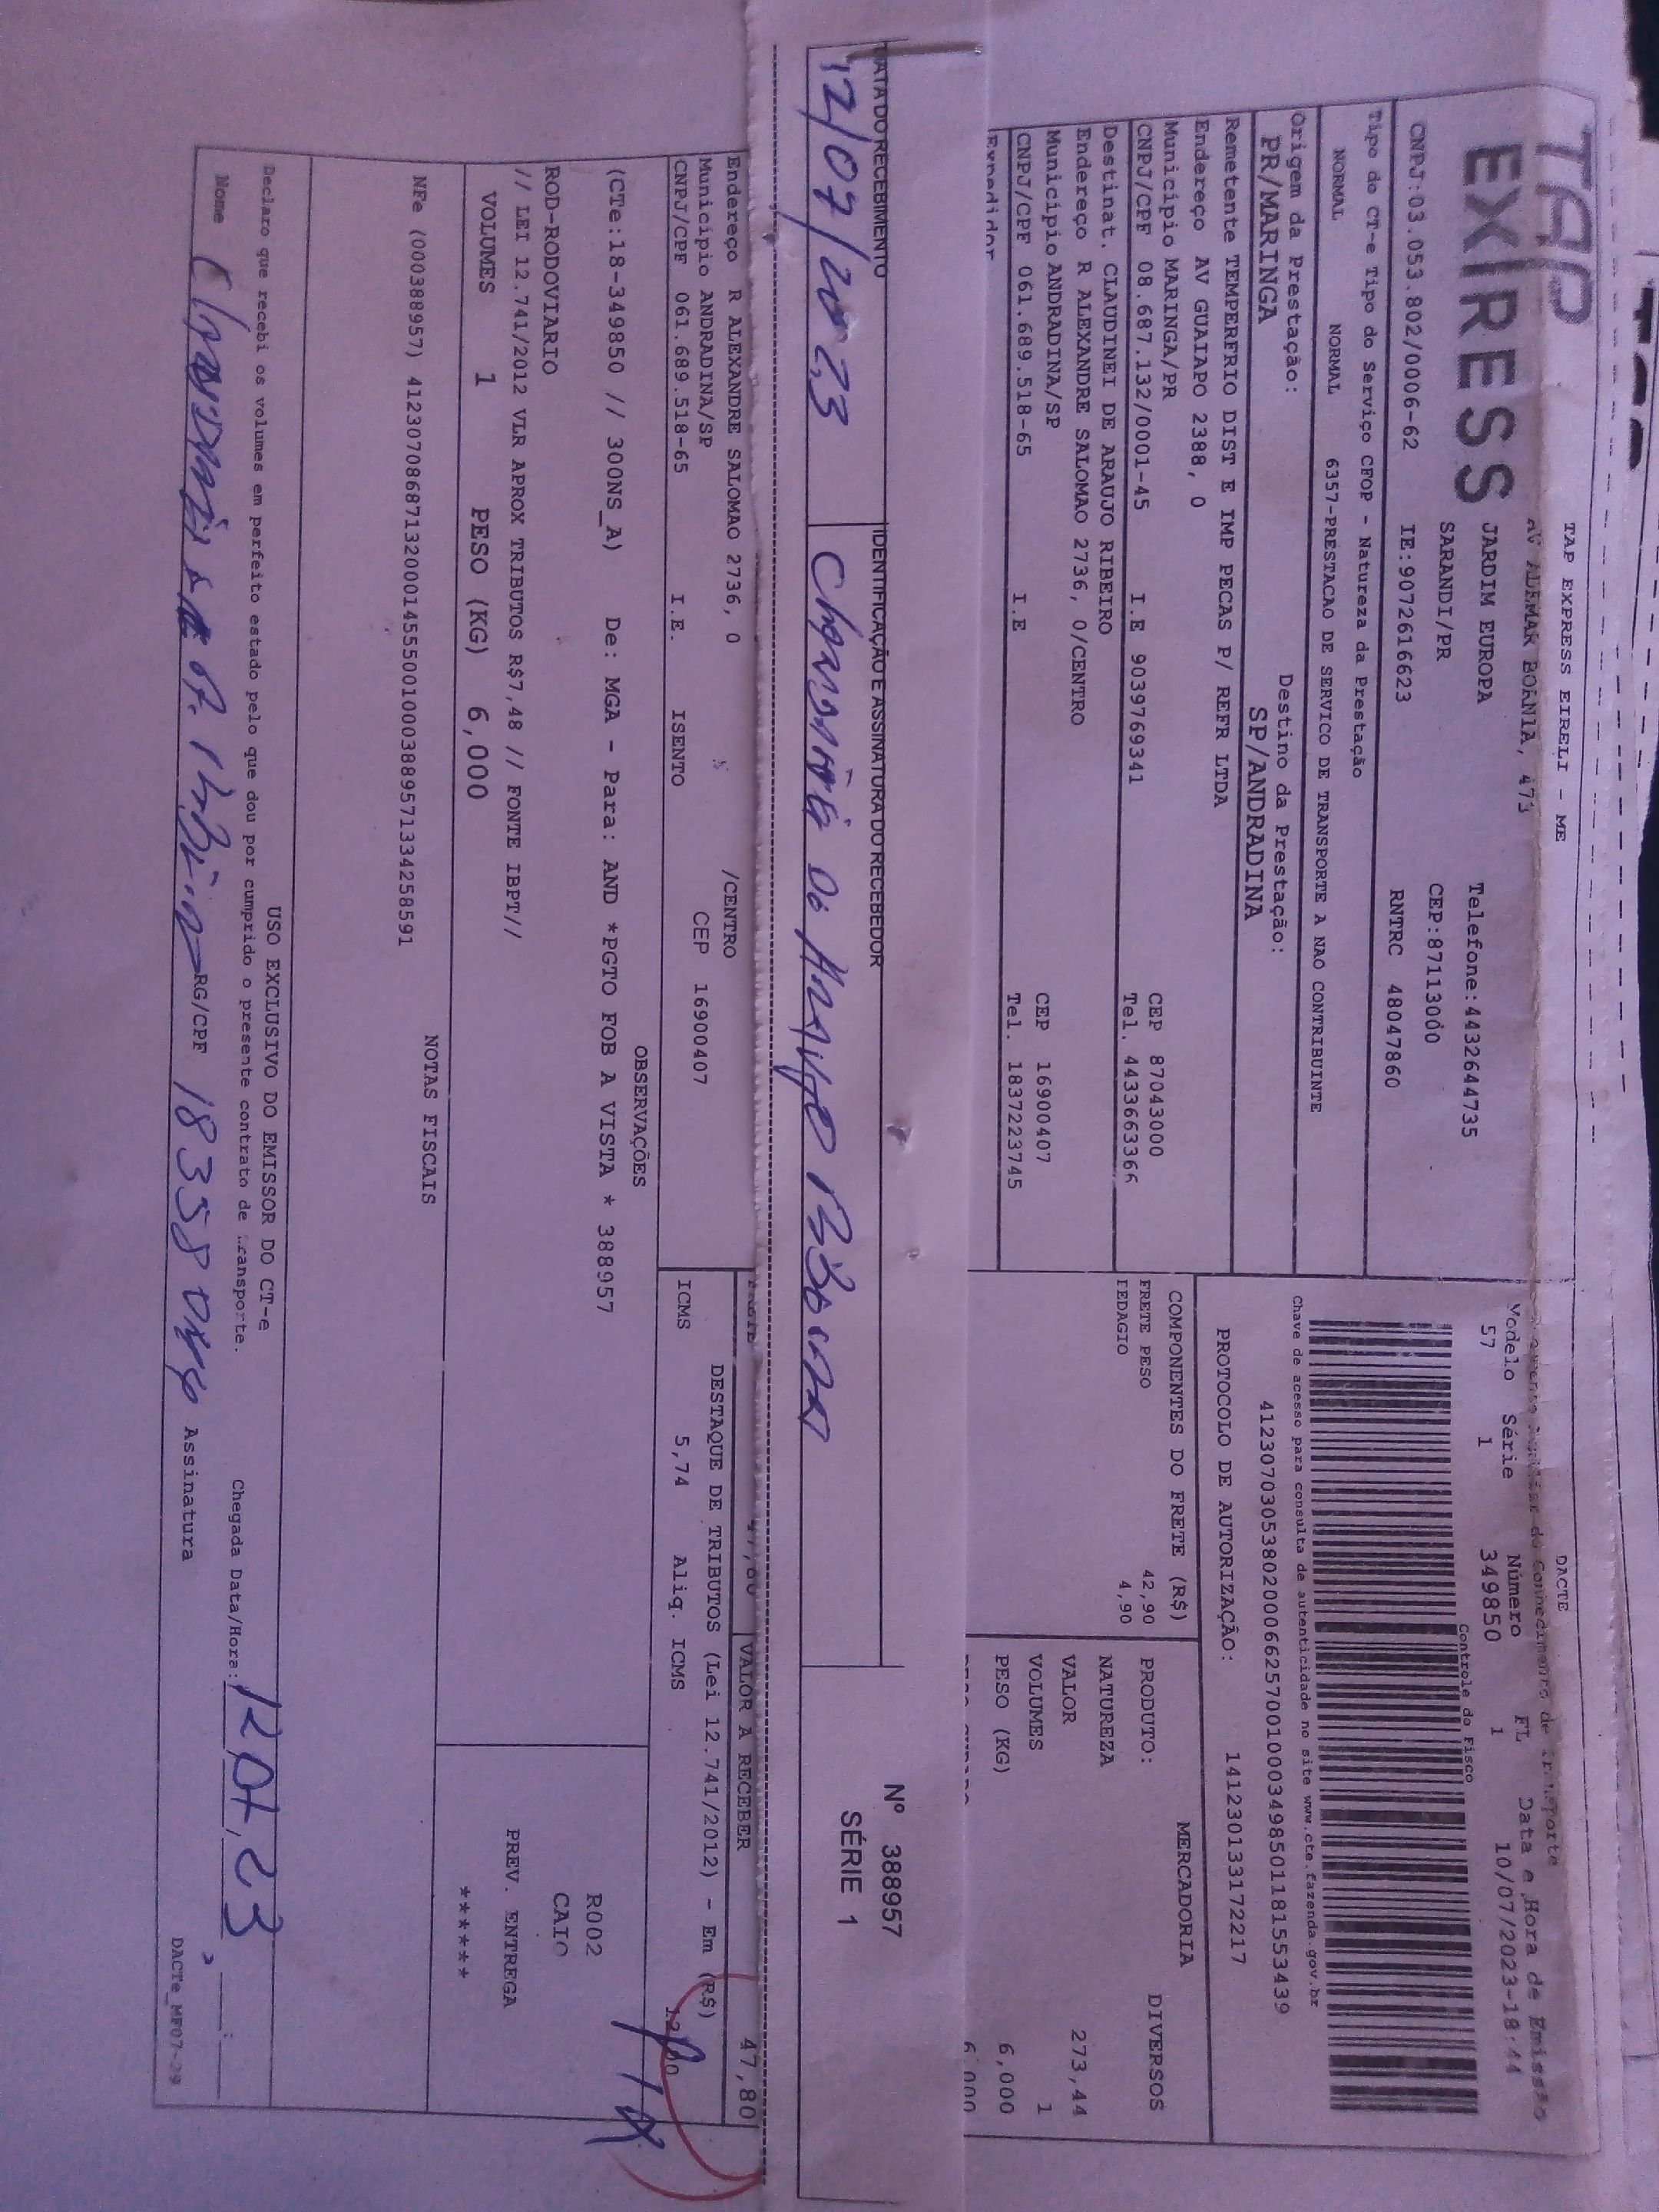 TAP
EXPRESS
TAP EXPRESS EIRELI - ME
473
JARDIM EUROPA
SARANDI/PR
Telefone:4432644735
CEP:87113000
CNPJ:03.053.802/0006-62 IE:9072616623 RNTRC 48047860
DACTE
Modelo Série Número FL Data e Hora de Emissão
57 1 349850 1 10/07/2023-18:44
Controle do Fisco
Tipo do CT-e Tipo do Serviço CFOP - Natureza da Prestação
NORMAL NORMAL 6357-PRESTACAO DE SERVICO DE TRANSPORTE A NAO CONTRIBUINTE
Chave de acesso para consulta de autenticidade no site www.cte.fazenda.gov.br
41230703053802000662570010003498501181553439
Origem da Prestação: Destino da Prestação:
PR/MARINGA SP/ANDRADINA
PROTOCOLO DE AUTORIZAÇÃO: 141230133172217
Remetente TEMPERFRIO DIST E IMP PECAS P/ REFR LTDA
Endereço AV GUAIAPO 2388, 0
Município MARINGA/PR CEP 87043000
CNPJ/CPF 08.687.132/0001-45 I.E 9039769341 Tel. 4433663366
COMPONENTES DO FRETE (R$)
FRETE PESO 42,90
PEDAGIO 4,90
MERCADORIA
PRODUTO: DIVERSOS
NATUREZA
VALOR 273,44
VOLUMES 1
PESO (KG) 6,000
Destinat. CLAUDINEI DE ARAUJO RIBEIRO
Endereço R ALEXANDRE SALOMAO 2736, 0/CENTRO
Município ANDRADINA/SP CEP 16900407
CNPJ/CPF 061.689.518-65 I.E Tel. 1837223745
Expedidor
DATA DO RECEBIMENTO IDENTIFICAÇÃO E ASSINATURA DO RECEBEDOR
12/07/2023
Nº 388957
SÉRIE 1
Endereço R ALEXANDRE SALOMAO 2736, 0 /CENTRO
Município ANDRADINA/SP CEP 16900407
CNPJ/CPF 061.689.518-65 I.E. ISENTO
VALOR A RECEBER 47,80
DESTAQUE DE TRIBUTOS (Lei 12.741/2012) - Em (R$)
ICMS 5,74 Aliq. ICMS
OBSERVAÇÕES
(CTe:18-349850 // 300NS_A) De: MGA - Para: AND *PGTO FOB A VISTA * 388957
ROD-RODOVIARIO
// LEI 12.741/2012 VLR APROX TRIBUTOS R$7,48 // FONTE IBPT//
VOLUMES 1 PESO (KG) 6,000
R002
CAIO
PREV. ENTREGA
******
NOTAS FISCAIS
NFe (000388957) 41230708687132000145550010003889571334258591
USO EXCLUSIVO DO EMISSOR DO CT-e
Declaro que recebi os volumes em perfeito estado pelo que dou por cumprido o presente contrato de transporte.
Chegada Data/Hora: 12 07 23
Nome RG/CPF Assinatura
DACTe_MF07-29